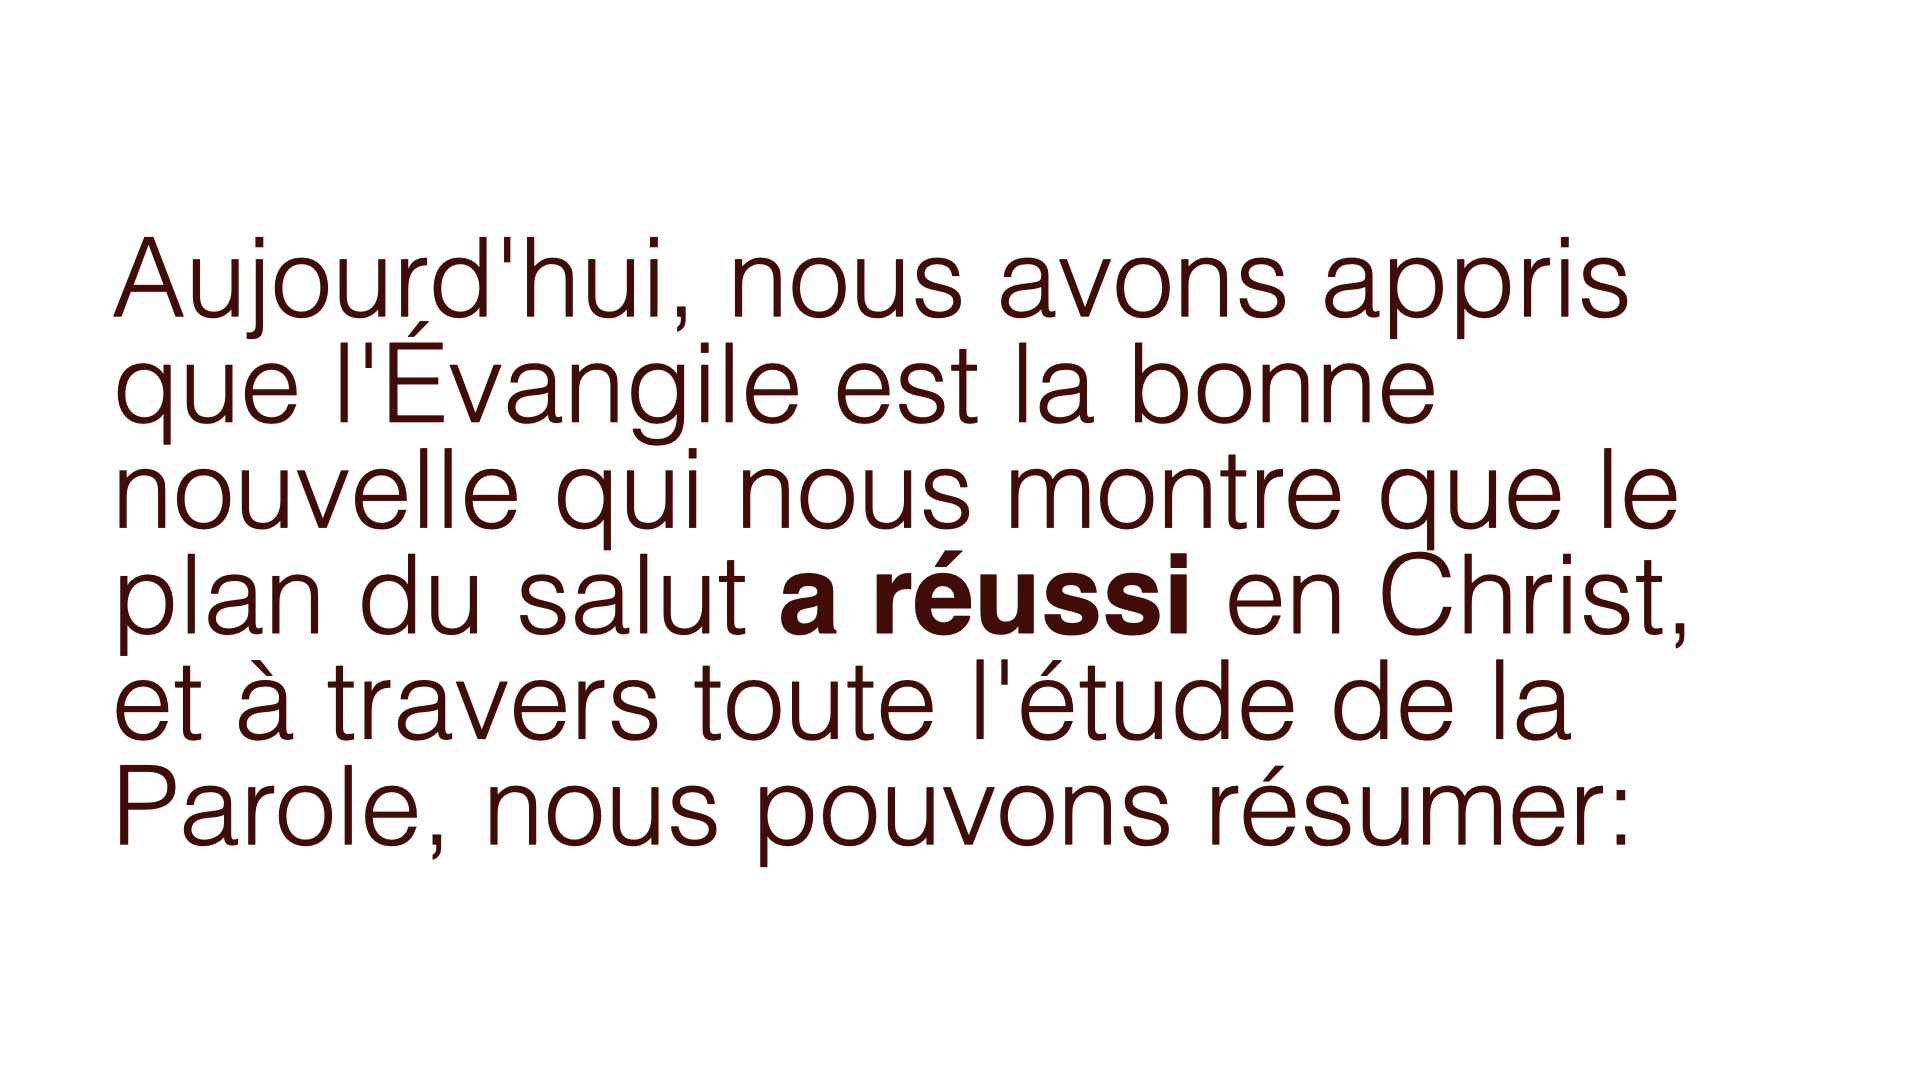 Aujourd'hui, nous avons appris
que l'Évangile est la bonne
nouvelle qui nous montre que le
plan du salut a réussi en Christ,
et à travers toute l'étude de la
Parole, nous pouvons résumer: